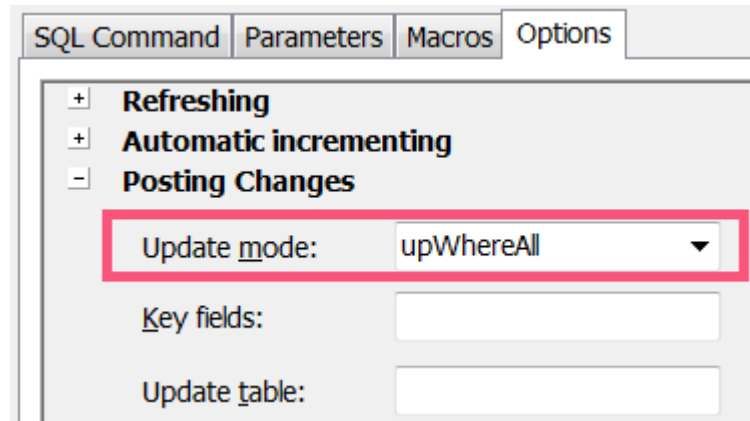 SQL Command Parameters Macros Options
Refreshing
Automatic incrementing
Posting Changes
Update mode: upWhereAll
Key fields:
Update table: